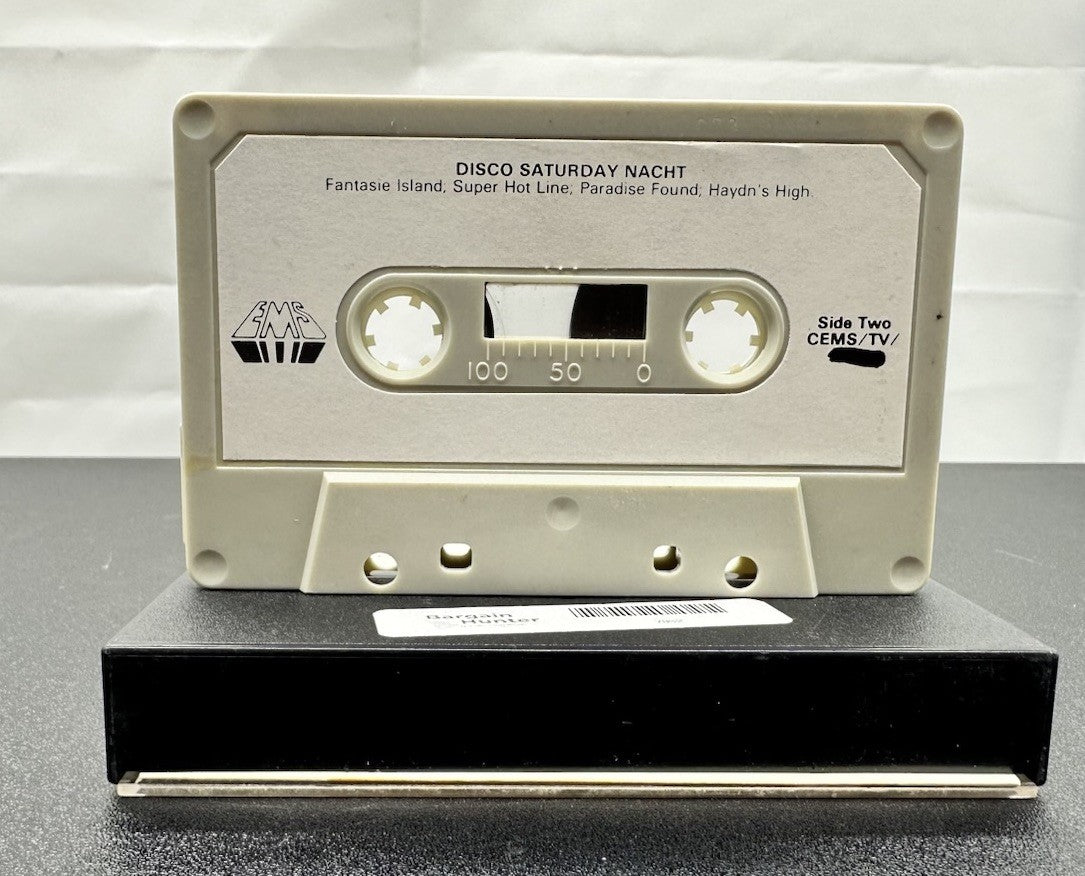 DISCO SATURDAY NACHT
Fantasie Island; Super Hot Line; Paradise Found; Haydn's High.
EMS
Side Two
CEMS/TV/
100 50 0
Bargain
Hunter